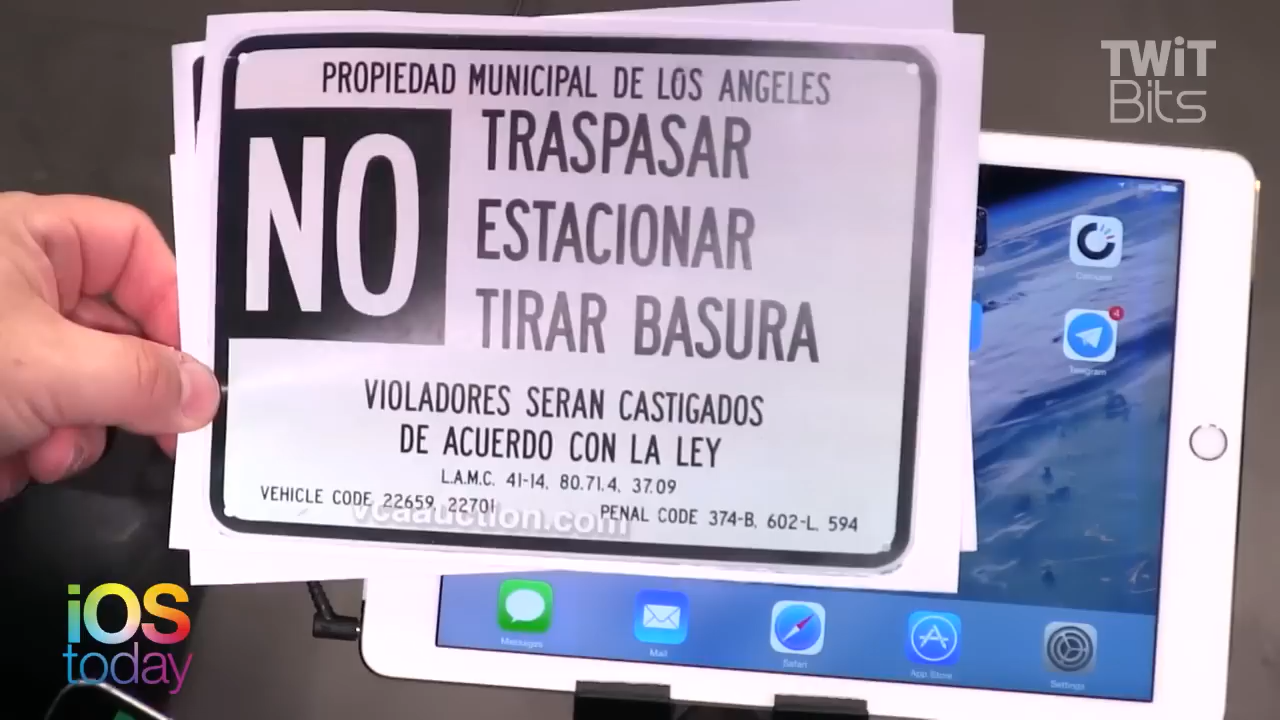 TWiT
Bits
PROPIEDAD MUNICIPAL DE LOS ANGELES
NO
TRASPASAR
ESTACIONAR
TIRAR BASURA
VIOLADORES SERAN CASTIGADOS
DE ACUERDO CON LA LEY
L.A.M.C. 41-14, 80.71.4, 37.09
VEHICLE CODE 22659, 22701
PENAL CODE 374-B, 602-L, 594
vcaauction.com
4
Telegram
Messages
Mail
Safari
App Store
Settings
iOS
today